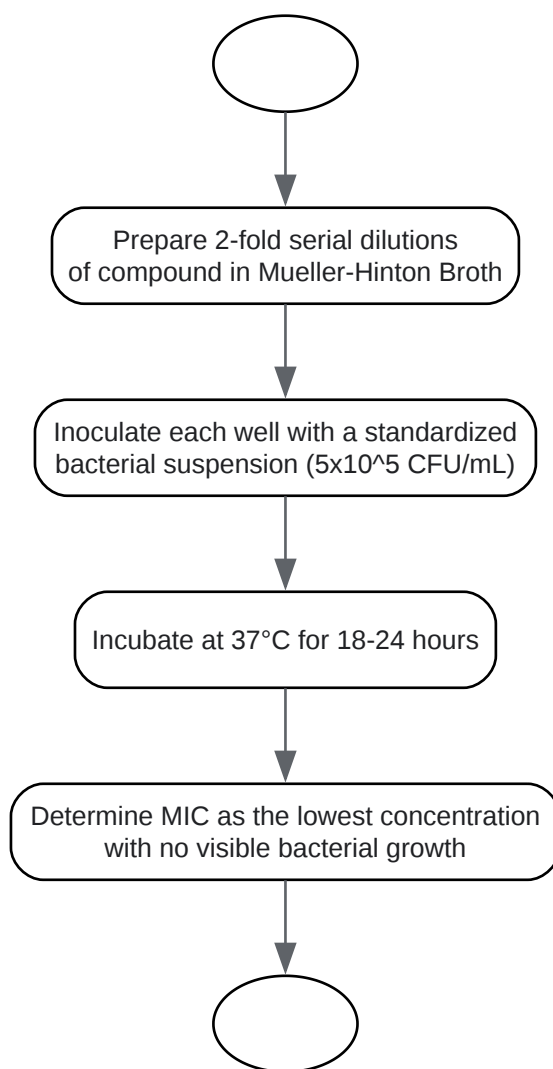 Prepare 2-fold serial dilutions
of compound in Mueller-Hinton Broth
Inoculate each well with a standardized
bacterial suspension (5x10^5 CFU/mL)
Incubate at 37°C for 18-24 hours
Determine MIC as the lowest concentration
with no visible bacterial growth